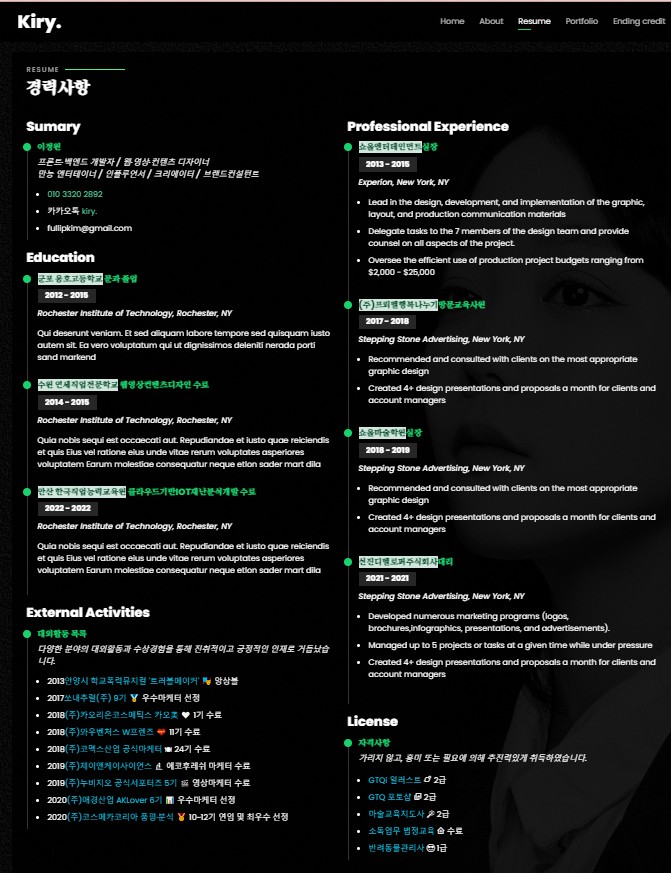 Kiry.
Home About Resume Portfolio Ending credit
RESUME
경력사항
Sumary
이정원
프론트·백엔드 개발자 / 웹·영상·컨텐츠 디자이너
만능 엔터테이너 / 인플루언서 / 크리에이터 / 브랜드컨설턴트
010 3320 2892
카카오톡 kiry.
fullipkim@gmail.com
Education
군포 용호고등학교 문과 졸업
2012 - 2015
Rochester Institute of Technology, Rochester, NY
Qui deserunt veniam. Et sed aliquam labore tempore sed quisquam iusto
autem sit. Ea vero voluptatum qui ut dignissimos deleniti nerada porti
sand markend
수원 연세직업전문학교 웹영상컨텐츠디자인 수료
2014 - 2015
Rochester Institute of Technology, Rochester, NY
Quia nobis sequi est occaecati aut. Repudiandae et iusto quae reiciendis
et quis Eius vel ratione eius unde vitae rerum voluptates asperiores
voluptatem Earum molestiae consequatur neque etlon sader mart dila
안산 한국직업능력교육원 클라우드기반IOT재난분석개발 수료
2022 - 2022
Rochester Institute of Technology, Rochester, NY
Quia nobis sequi est occaecati aut. Repudiandae et iusto quae reiciendis
et quis Eius vel ratione eius unde vitae rerum voluptates asperiores
voluptatem Earum molestiae consequatur neque etlon sader mart dila
External Activities
대외활동 목록
다양한 분야의 대외활동과 수상경험을 통해 진취적이고 긍정적인 인재로 거듭났습
니다.
2013안양시 학교폭력뮤지컬 '트러블메이커' 🎭 앙상블
2017쏘내추럴(주) 9기 🏅 우수마케터 선정
2018(주)카오리온코스메틱스 카오美 ❤ 1기 수료
2018(주)와우벤처스 W프렌즈 11기 수료
2018(주)코멕스산업 공식마케터 🍽 24기 수료
2019(주)제이앤케이사이언스 에코후레쉬 마케터 수료
2019(주)누비지오 공식서포터즈 5기 🎬 영상마케터 수료
2020(주)애경산업 AKLover 6기 📊 우수마케터 선정
2020(주)코스메카코리아 품평·분석 🏅 10-12기 연임 및 최우수 선정
Professional Experience
소울엔터테인먼트실장
2013 - 2015
Experion, New York, NY
Lead in the design, development, and implementation of the graphic,
layout, and production communication materials
Delegate tasks to the 7 members of the design team and provide
counsel on all aspects of the project.
Oversee the efficient use of production project budgets ranging from
$2,000 - $25,000
(주)프뢰벨행복나누기방문교육사원
2017 - 2018
Stepping Stone Advertising, New York, NY
Recommended and consulted with clients on the most appropriate
graphic design
Created 4+ design presentations and proposals a month for clients and
account managers
소울마술학원실장
2018 - 2019
Stepping Stone Advertising, New York, NY
Recommended and consulted with clients on the most appropriate
graphic design
Created 4+ design presentations and proposals a month for clients and
account managers
선진디벨로퍼주식회사대리
2021 - 2021
Stepping Stone Advertising, New York, NY
Developed numerous marketing programs (logos,
brochures,infographics, presentations, and advertisements).
Managed up to 5 projects or tasks at a given time while under pressure
Created 4+ design presentations and proposals a month for clients and
account managers
License
자격사항
가리지 않고, 흥미 또는 필요에 의해 추진력있게 취득하였습니다.
GTQi 일러스트 2급
GTQ 포토샵 2급
마술교육지도사 2급
소독업무 법정교육 수료
반려동물관리사 1급